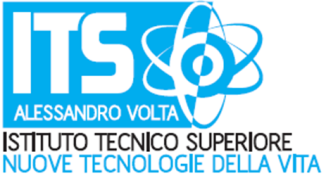 ITS
ALESSANDRO VOLTA
ISTITUTO TECNICO SUPERIORE
NUOVE TECNOLOGIE DELLA VITA